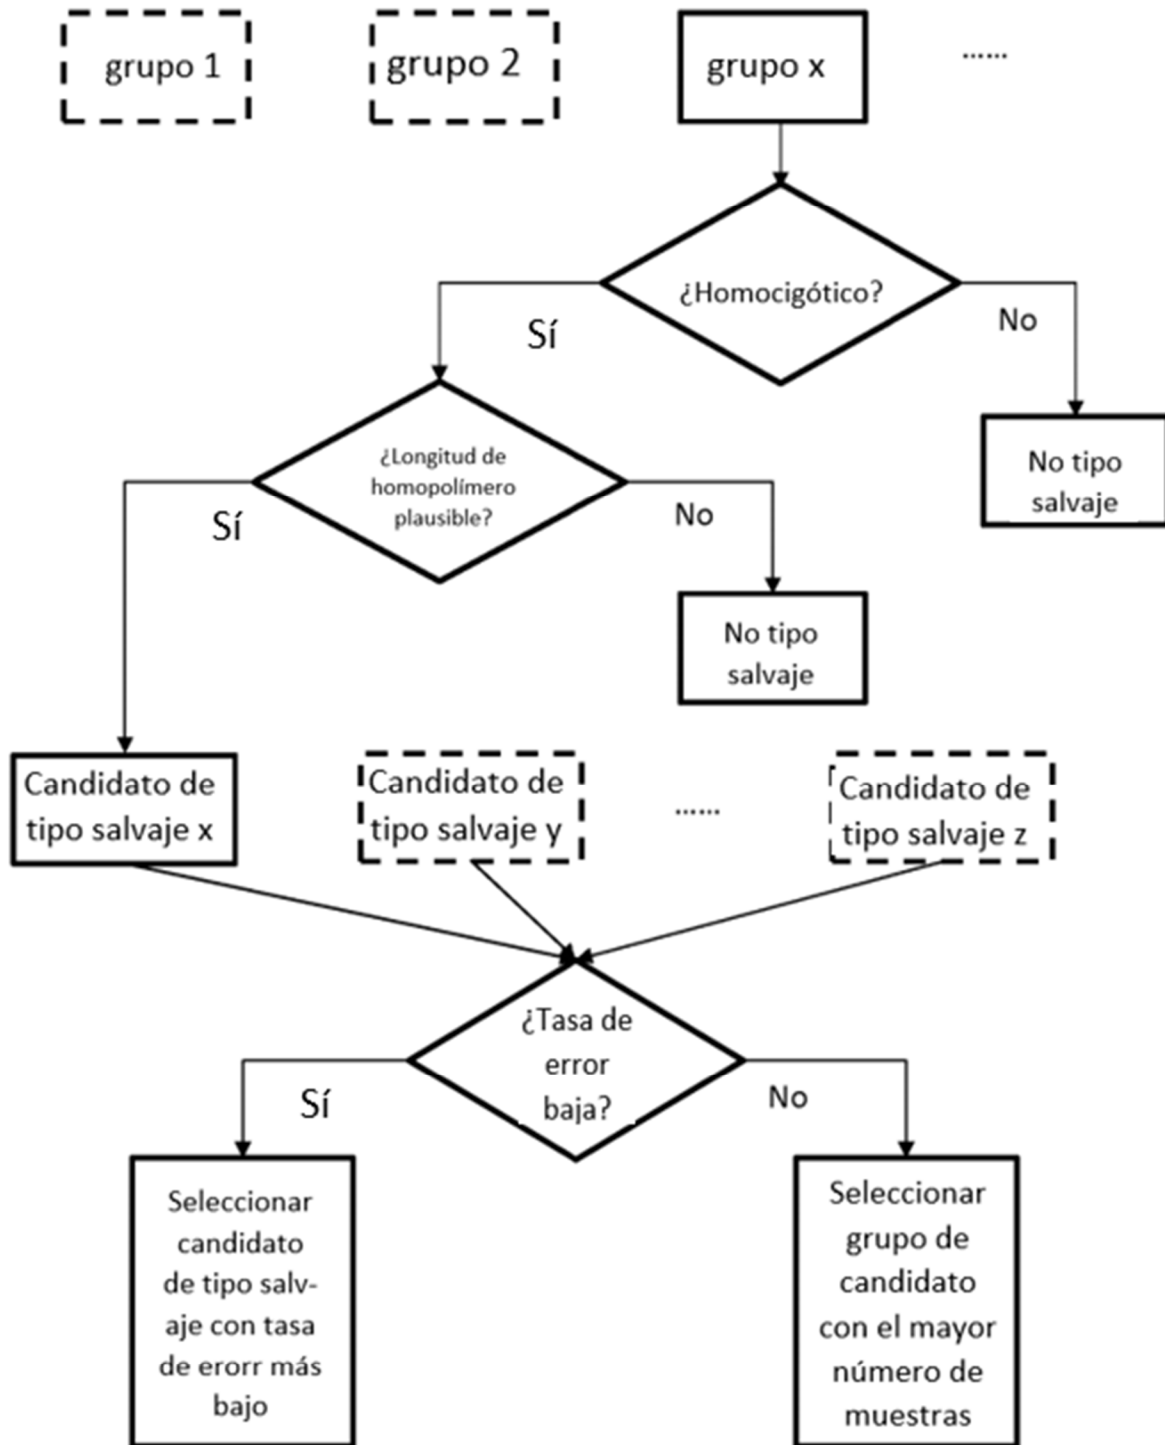 grupo 1
grupo 2
grupo x
......
¿Homocigótico?
Sí
No
¿Longitud de
homopolímero
plausible?
No tipo
salvaje
Sí
No
No tipo
salvaje
Candidato de
tipo salvaje x
Candidato de
tipo salvaje y
......
Candidato de
tipo salvaje z
¿Tasa de
error
baja?
Sí
No
Seleccionar
candidato
de tipo salv-
aje con tasa
de erorr más
bajo
Seleccionar
grupo de
candidato
con el mayor
número de
muestras